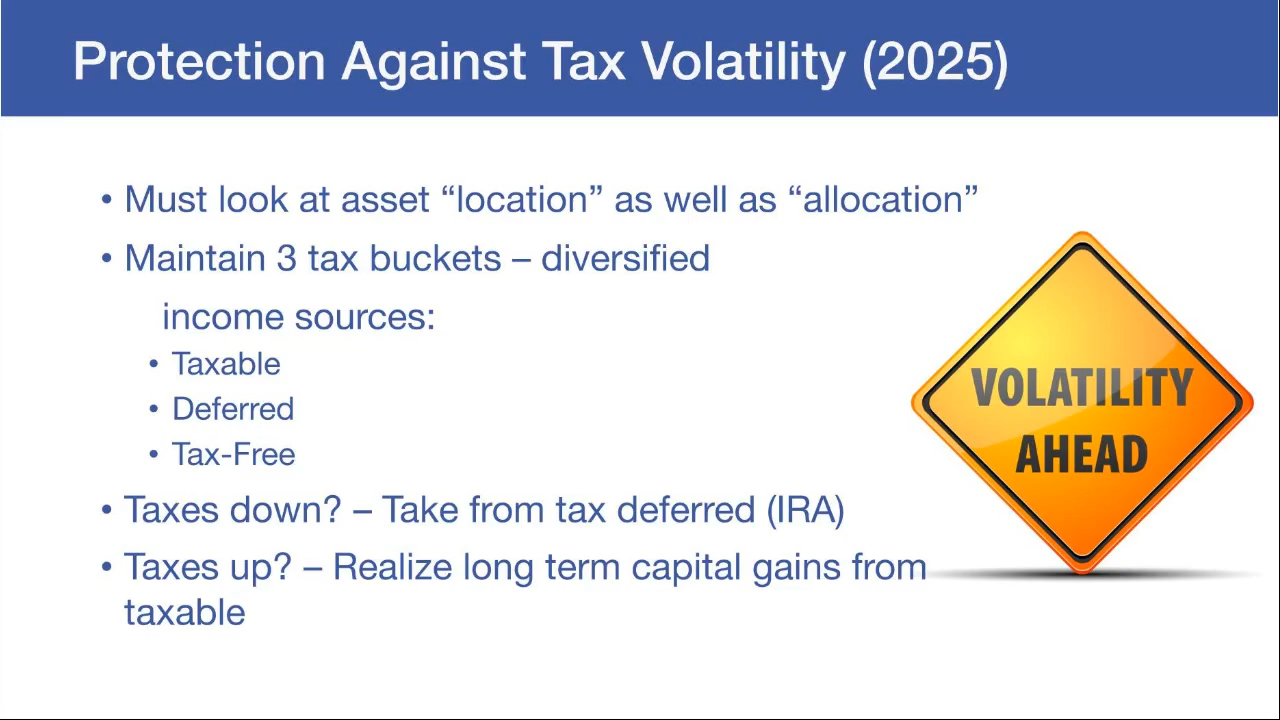 Protection Against Tax Volatility (2025)
• Must look at asset “location” as well as “allocation”
• Maintain 3 tax buckets – diversified
income sources:
• Taxable
• Deferred
• Tax-Free
• Taxes down? – Take from tax deferred (IRA)
• Taxes up? – Realize long term capital gains from
taxable
VOLATILITY
AHEAD